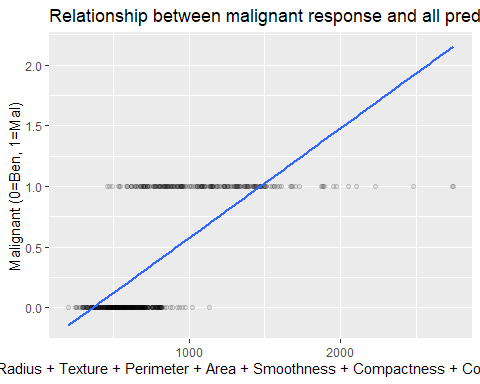 Relationship between malignant response and all pred
2.0
1.5
1.0
0.5
0.0
Malignant (0=Ben, 1=Mal)
1000
2000
Radius + Texture + Perimeter + Area + Smoothness + Compactness + Co